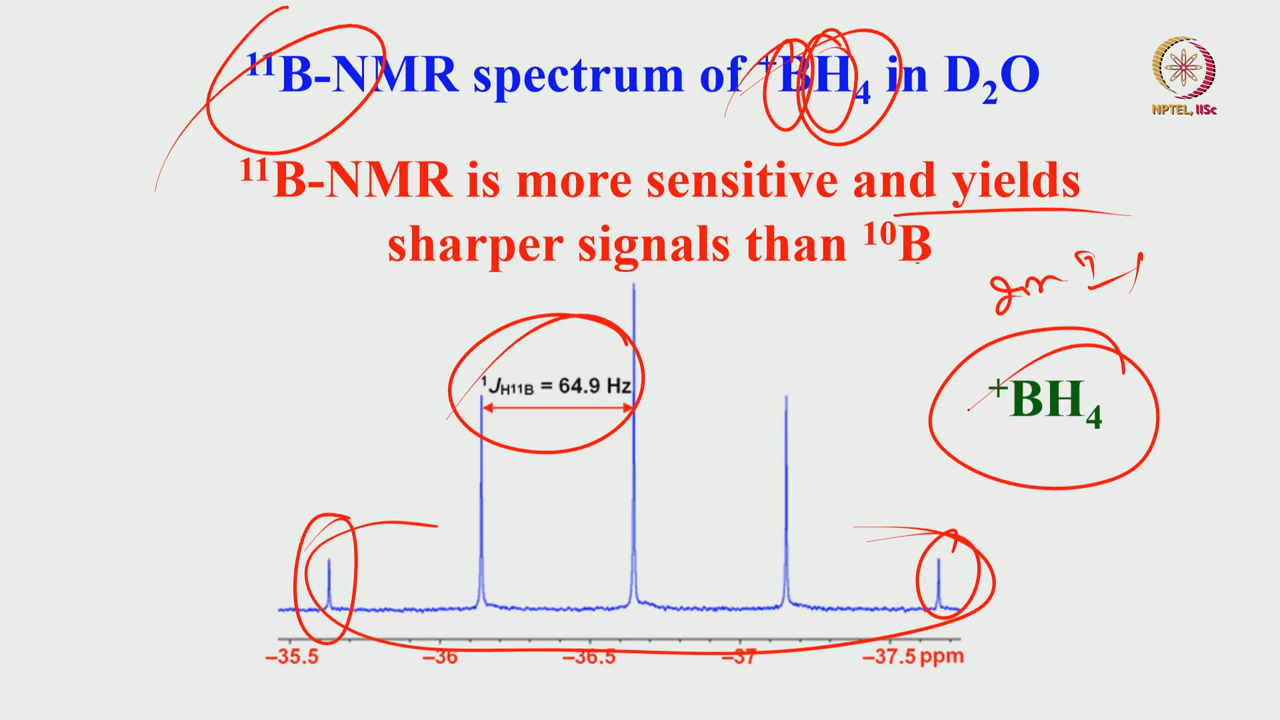 ¹¹B-NMR spectrum of ⁺BH₄ in D₂O
NPTEL, IISc
¹¹B-NMR is more sensitive and yields
sharper signals than ¹⁰B
¹J_H11B = 64.9 Hz
⁺BH₄
–35.5 –36 –36.5 –37 –37.5 ppm